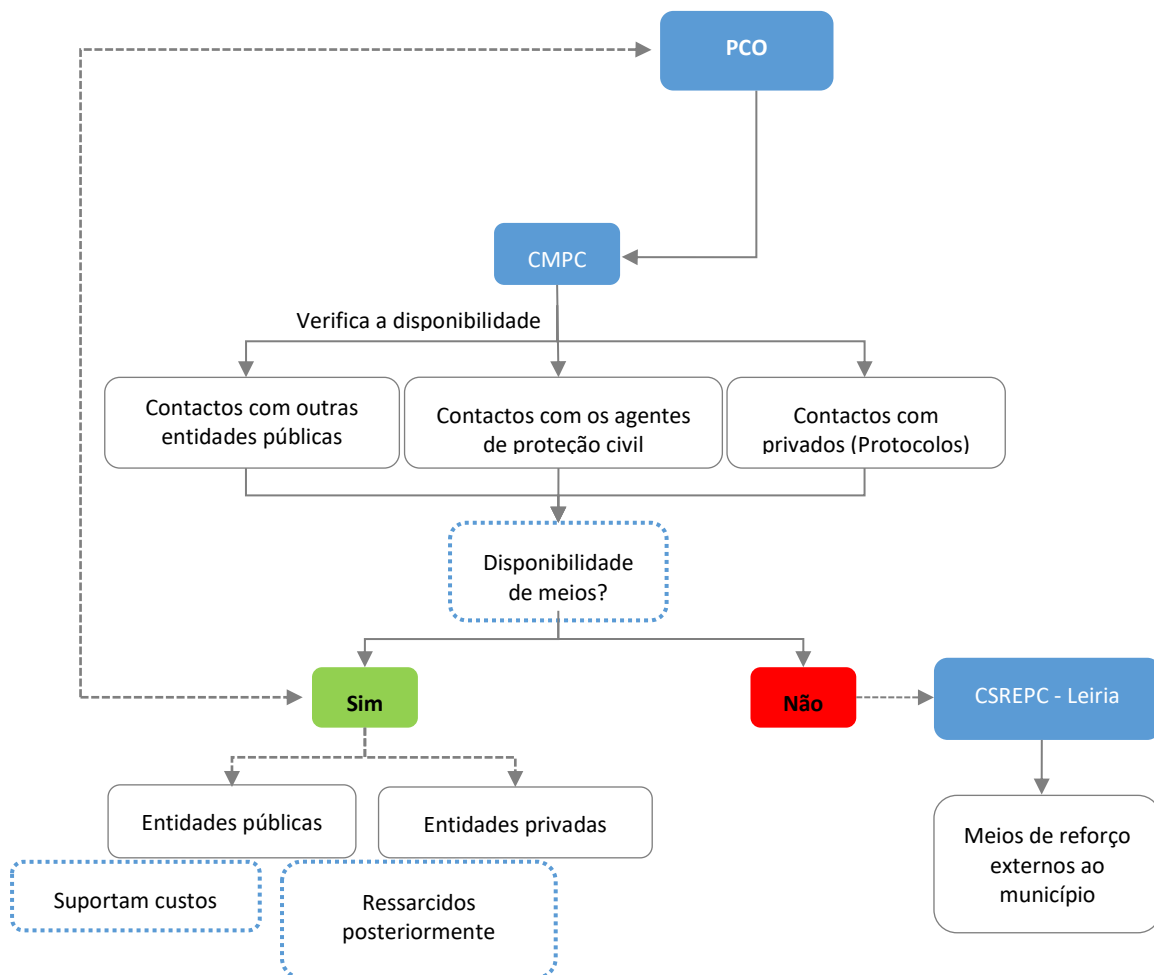 PCO
CMPC
Verifica a disponibilidade
Contactos com outras
entidades públicas
Contactos com os agentes
de proteção civil
Contactos com
privados (Protocolos)
Disponibilidade
de meios?
Sim
Não
CSREPC - Leiria
Entidades públicas
Entidades privadas
Meios de reforço
externos ao
município
Suportam custos
Ressarcidos
posteriormente